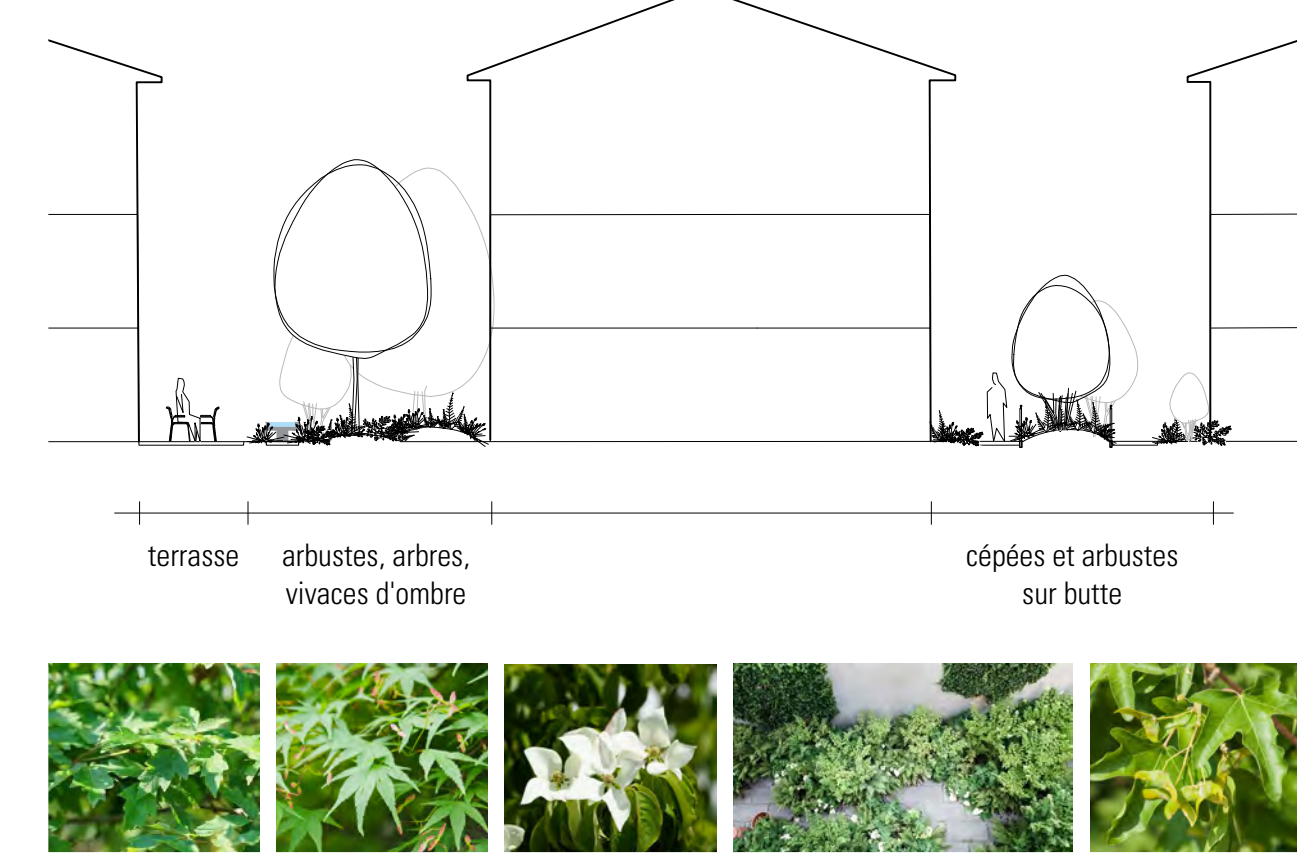 terrasse
arbustes, arbres,
vivaces d'ombre
cépées et arbustes
sur butte